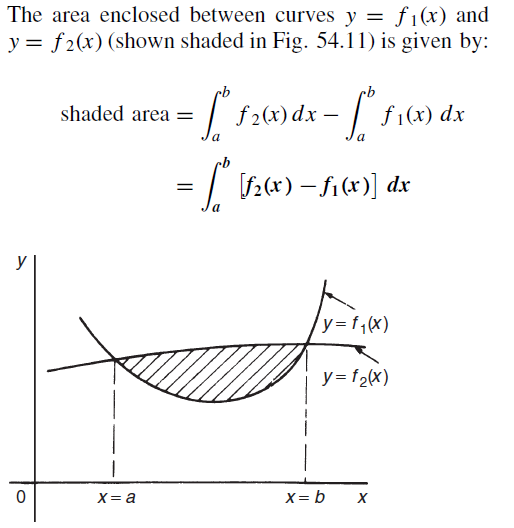 The area enclosed between curves y = f₁(x) and
y = f₂(x) (shown shaded in Fig. 54.11) is given by:
shaded area = ∫ₐᵇ f₂(x) dx − ∫ₐᵇ f₁(x) dx
= ∫ₐᵇ [f₂(x) − f₁(x)] dx
y
y = f₁(x)
y = f₂(x)
0 x = a x = b x